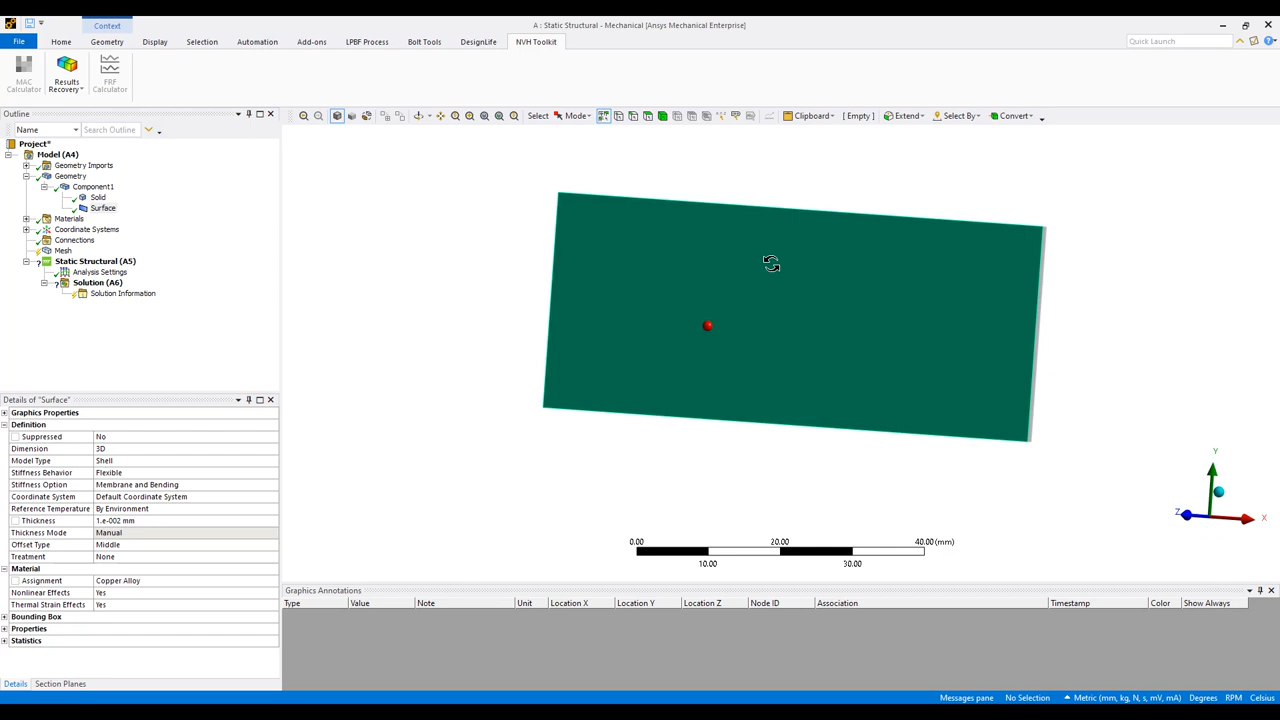 Context
A : Static Structural - Mechanical [Ansys Mechanical Enterprise]
File Home Geometry Display Selection Automation Add-ons LPBF Process Bolt Tools DesignLife NVH Toolkit
Quick Launch
MAC Calculator
Results Recovery
FRF Calculator
Outline
Name
Search Outline
Select
Mode
Clipboard
[ Empty ]
Extend
Select By
Convert
Project*
Model (A4)
Geometry Imports
Geometry
Component1
Solid
Surface
Materials
Coordinate Systems
Connections
Mesh
Static Structural (A5)
Analysis Settings
Solution (A6)
Solution Information
Details of "Surface"
Graphics Properties
Definition
Suppressed No
Dimension 3D
Model Type Shell
Stiffness Behavior Flexible
Stiffness Option Membrane and Bending
Coordinate System Default Coordinate System
Reference Temperature By Environment
Thickness 1.e-002 mm
Thickness Mode Manual
Offset Type Middle
Treatment None
Material
Assignment Copper Alloy
Nonlinear Effects Yes
Thermal Strain Effects Yes
Bounding Box
Properties
Statistics
Details Section Planes
Y
Z
X
0.00 20.00 40.00 (mm)
10.00 30.00
Graphics Annotations
Type Value Note Unit Location X Location Y Location Z Node ID Association Timestamp Color Show Always
Messages pane No Selection Metric (mm, kg, N, s, mV, mA) Degrees RPM Celsius